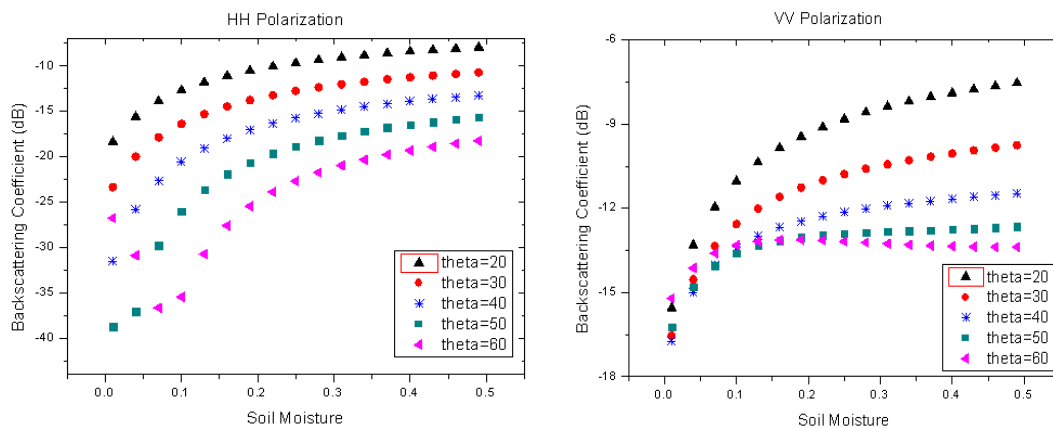 HH Polarization
Backscattering Coefficient (dB)
-10
-15
-20
-25
-30
-35
-40
theta=20
theta=30
theta=40
theta=50
theta=60
0.0 0.1 0.2 0.3 0.4 0.5
Soil Moisture
VV Polarization
Backscattering Coefficient (dB)
-6
-9
-12
-15
-18
theta=20
theta=30
theta=40
theta=50
theta=60
0.0 0.1 0.2 0.3 0.4 0.5
Soil Moisture